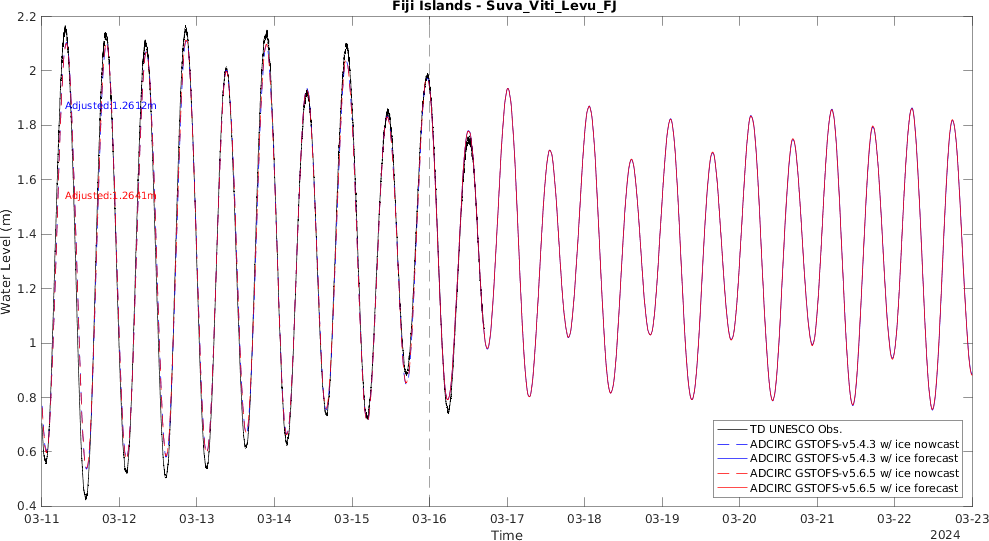 Fiji Islands - Suva_Viti_Levu_FJ
Water Level (m)
2.2
2
1.8
1.6
1.4
1.2
1
0.8
0.6
0.4
Adjusted:1.2612m
Adjusted:1.2641m
TD UNESCO Obs.
ADCIRC GSTOFS-v5.4.3 w/ ice nowcast
ADCIRC GSTOFS-v5.4.3 w/ ice forecast
ADCIRC GSTOFS-v5.6.5 w/ ice nowcast
ADCIRC GSTOFS-v5.6.5 w/ ice forecast
03-11 03-12 03-13 03-14 03-15 03-16 03-17 03-18 03-19 03-20 03-21 03-22 03-23
Time
2024